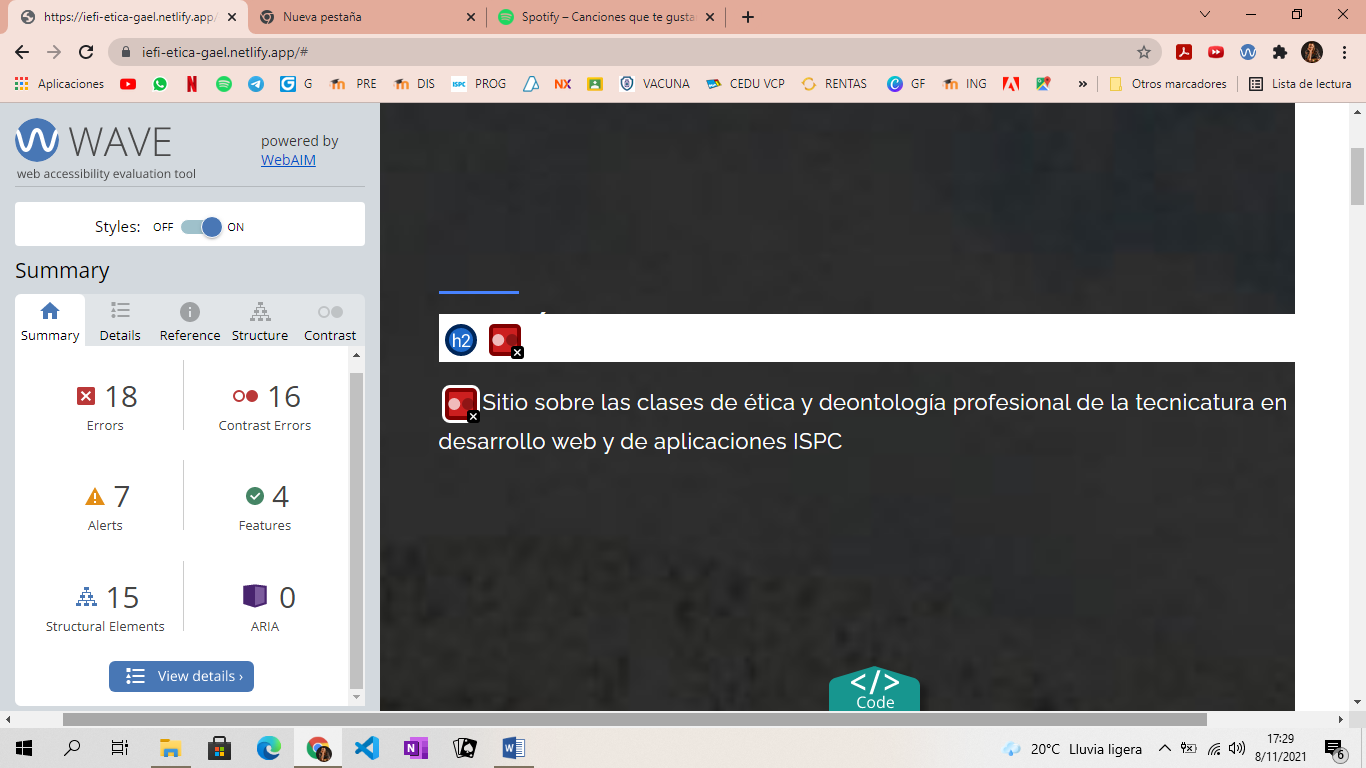 https://iefi-etica-gael.netlify.app/
Nueva pestaña
Spotify – Canciones que te gusta
iefi-etica-gael.netlify.app/#
Aplicaciones G PRE DIS PROG NX VACUNA CEDU VCP RENTAS GF ING » Otros marcadores Lista de lectura
WAVE
powered by
WebAIM
web accessibility evaluation tool
Styles: OFF ON
Summary
Summary Details Reference Structure Contrast
18 16
Errors Contrast Errors
7 4
Alerts Features
15 0
Structural Elements ARIA
View details ›
h2
Sitio sobre las clases de ética y deontología profesional de la tecnicatura en
desarrollo web y de aplicaciones ISPC
</>
Code
20°C Lluvia ligera
17:29
8/11/2021
6